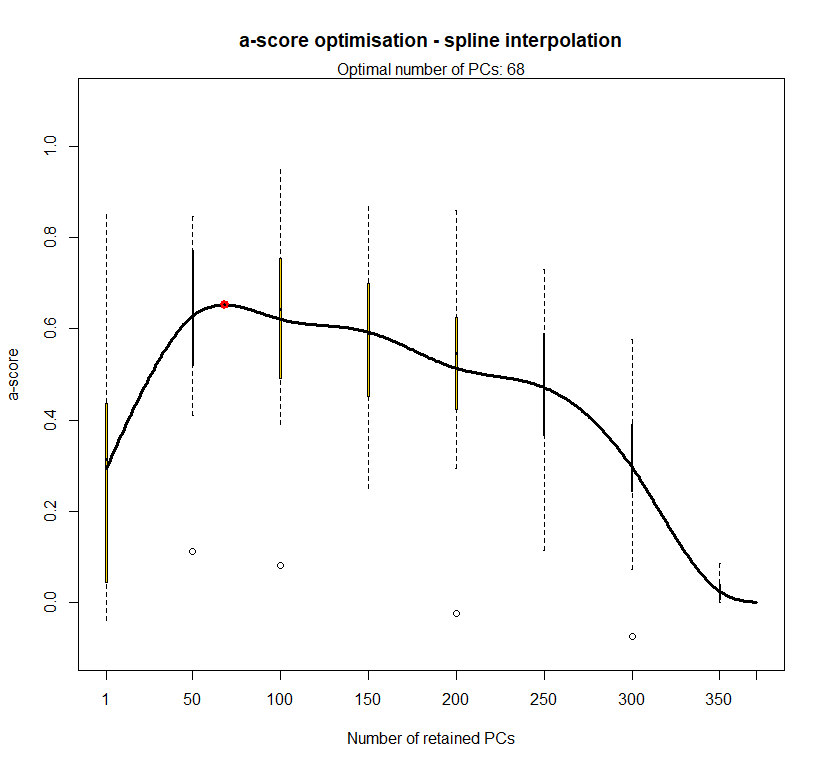 a-score optimisation - spline interpolation
Optimal number of PCs: 68
a-score
1.0
0.8
0.6
0.4
0.2
0.0
1 50 100 150 200 250 300 350
Number of retained PCs